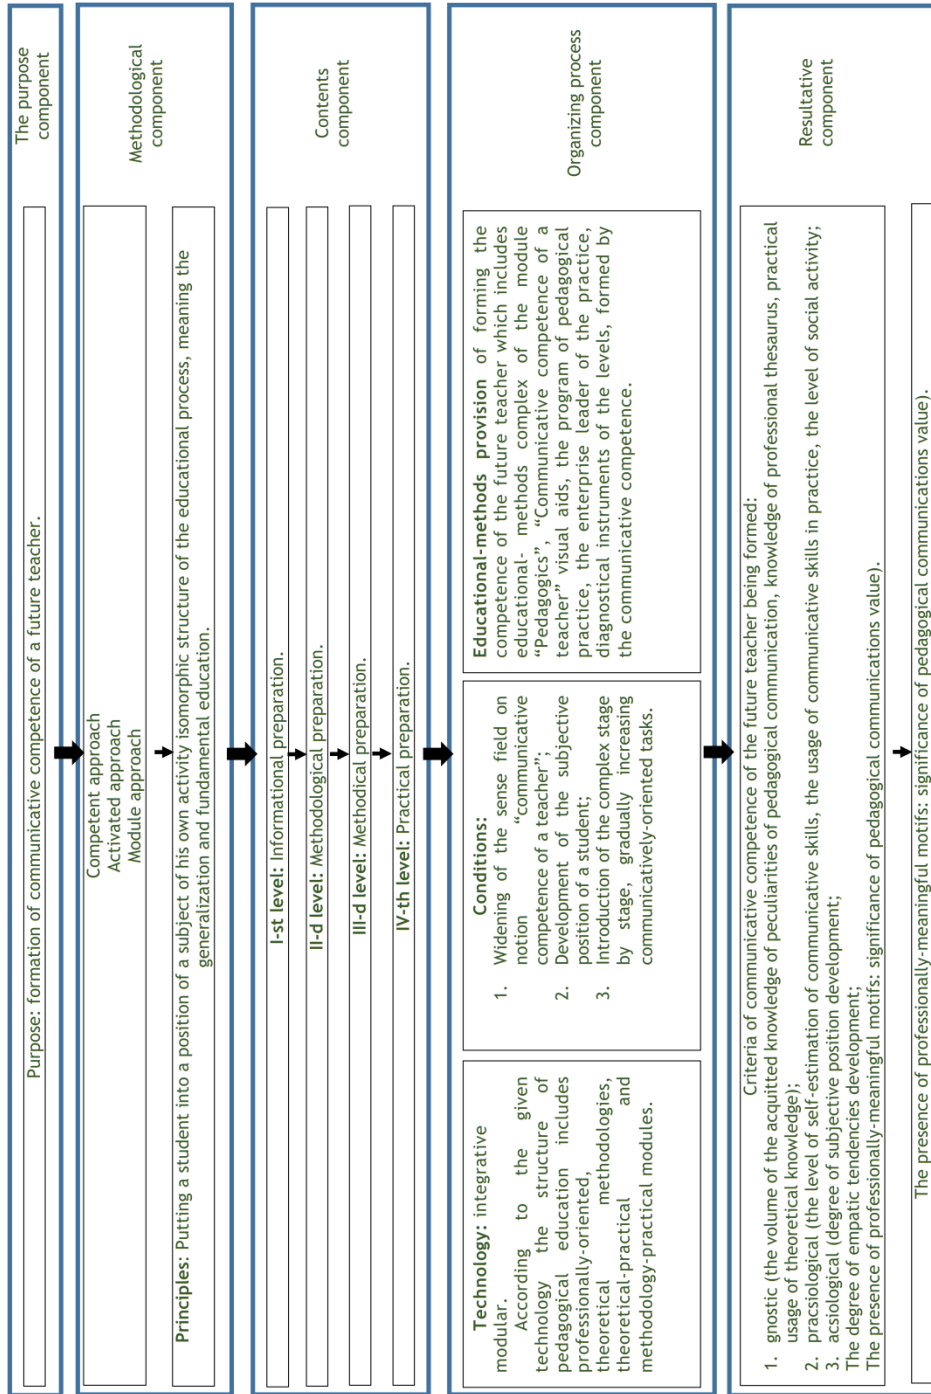 The purpose
component
Purpose: formation of communicative competence of a future teacher.
Methodological
component
Competent approach
Activated approach
Module approach
Principles: Putting a student into a position of a subject of his own activity isomorphic structure of the educational process, meaning the
generalization and fundamental education.
Contents
component
I-st level: Informational preparation.
II-d level: Methodological preparation.
III-d level: Methodical preparation.
IV-th level: Practical preparation.
Organizing process
component
Technology: integrative
modular.
According to the given
technology the structure of
pedagogical education includes
professionally-oriented,
theoretical methodologies,
theoretical-practical and
methodology-practical modules.
Conditions:
1. Widening of the sense field on
notion "communicative
competence of a teacher";
2. Development of the subjective
position of a student;
3. Introduction of the complex stage
by stage, gradually increasing
communicatively-oriented tasks.
Educational-methods provision of forming the
competence of the future teacher which includes
educational- methods complex of the module
"Pedagogics", "Communicative competence of a
teacher" visual aids, the program of pedagogical
practice, the enterprise leader of the practice,
diagnostical instruments of the levels, formed by
the communicative competence.
Resultative
component
Criteria of communicative competence of the future teacher being formed:
1. gnostic (the volume of the acquitted knowledge of peculiarities of pedagogical communication, knowledge of professional thesaurus, practical
usage of theoretical knowledge);
2. pracsiological (the level of self-estimation of communicative skills, the usage of communicative skills in practice, the level of social activity;
3. acsiological (degree of subjective position development;
The degree of empatic tendencies development;
The presence of professionally-meaningful motifs: significance of pedagogical communications value).
The presence of professionally-meaningful motifs: significance of pedagogical communications value).